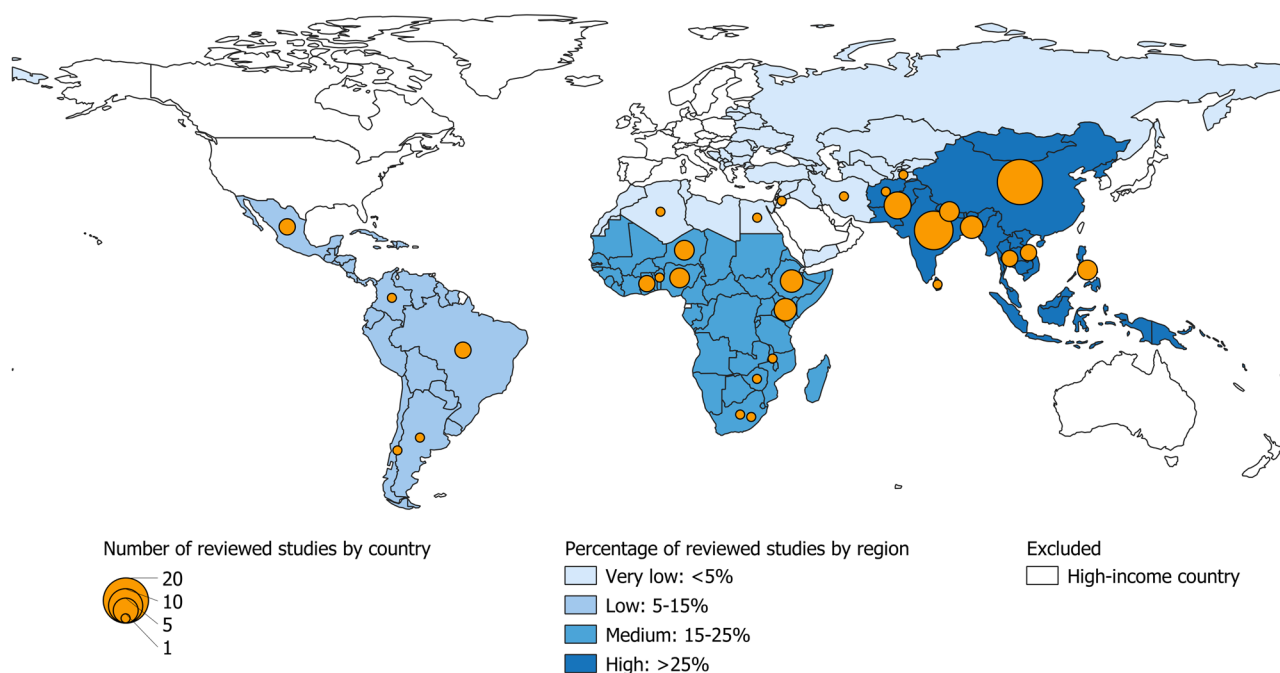 Number of reviewed studies by country
20
10
5
1
Percentage of reviewed studies by region
Very low: <5%
Low: 5-15%
Medium: 15-25%
High: >25%
Excluded
High-income country